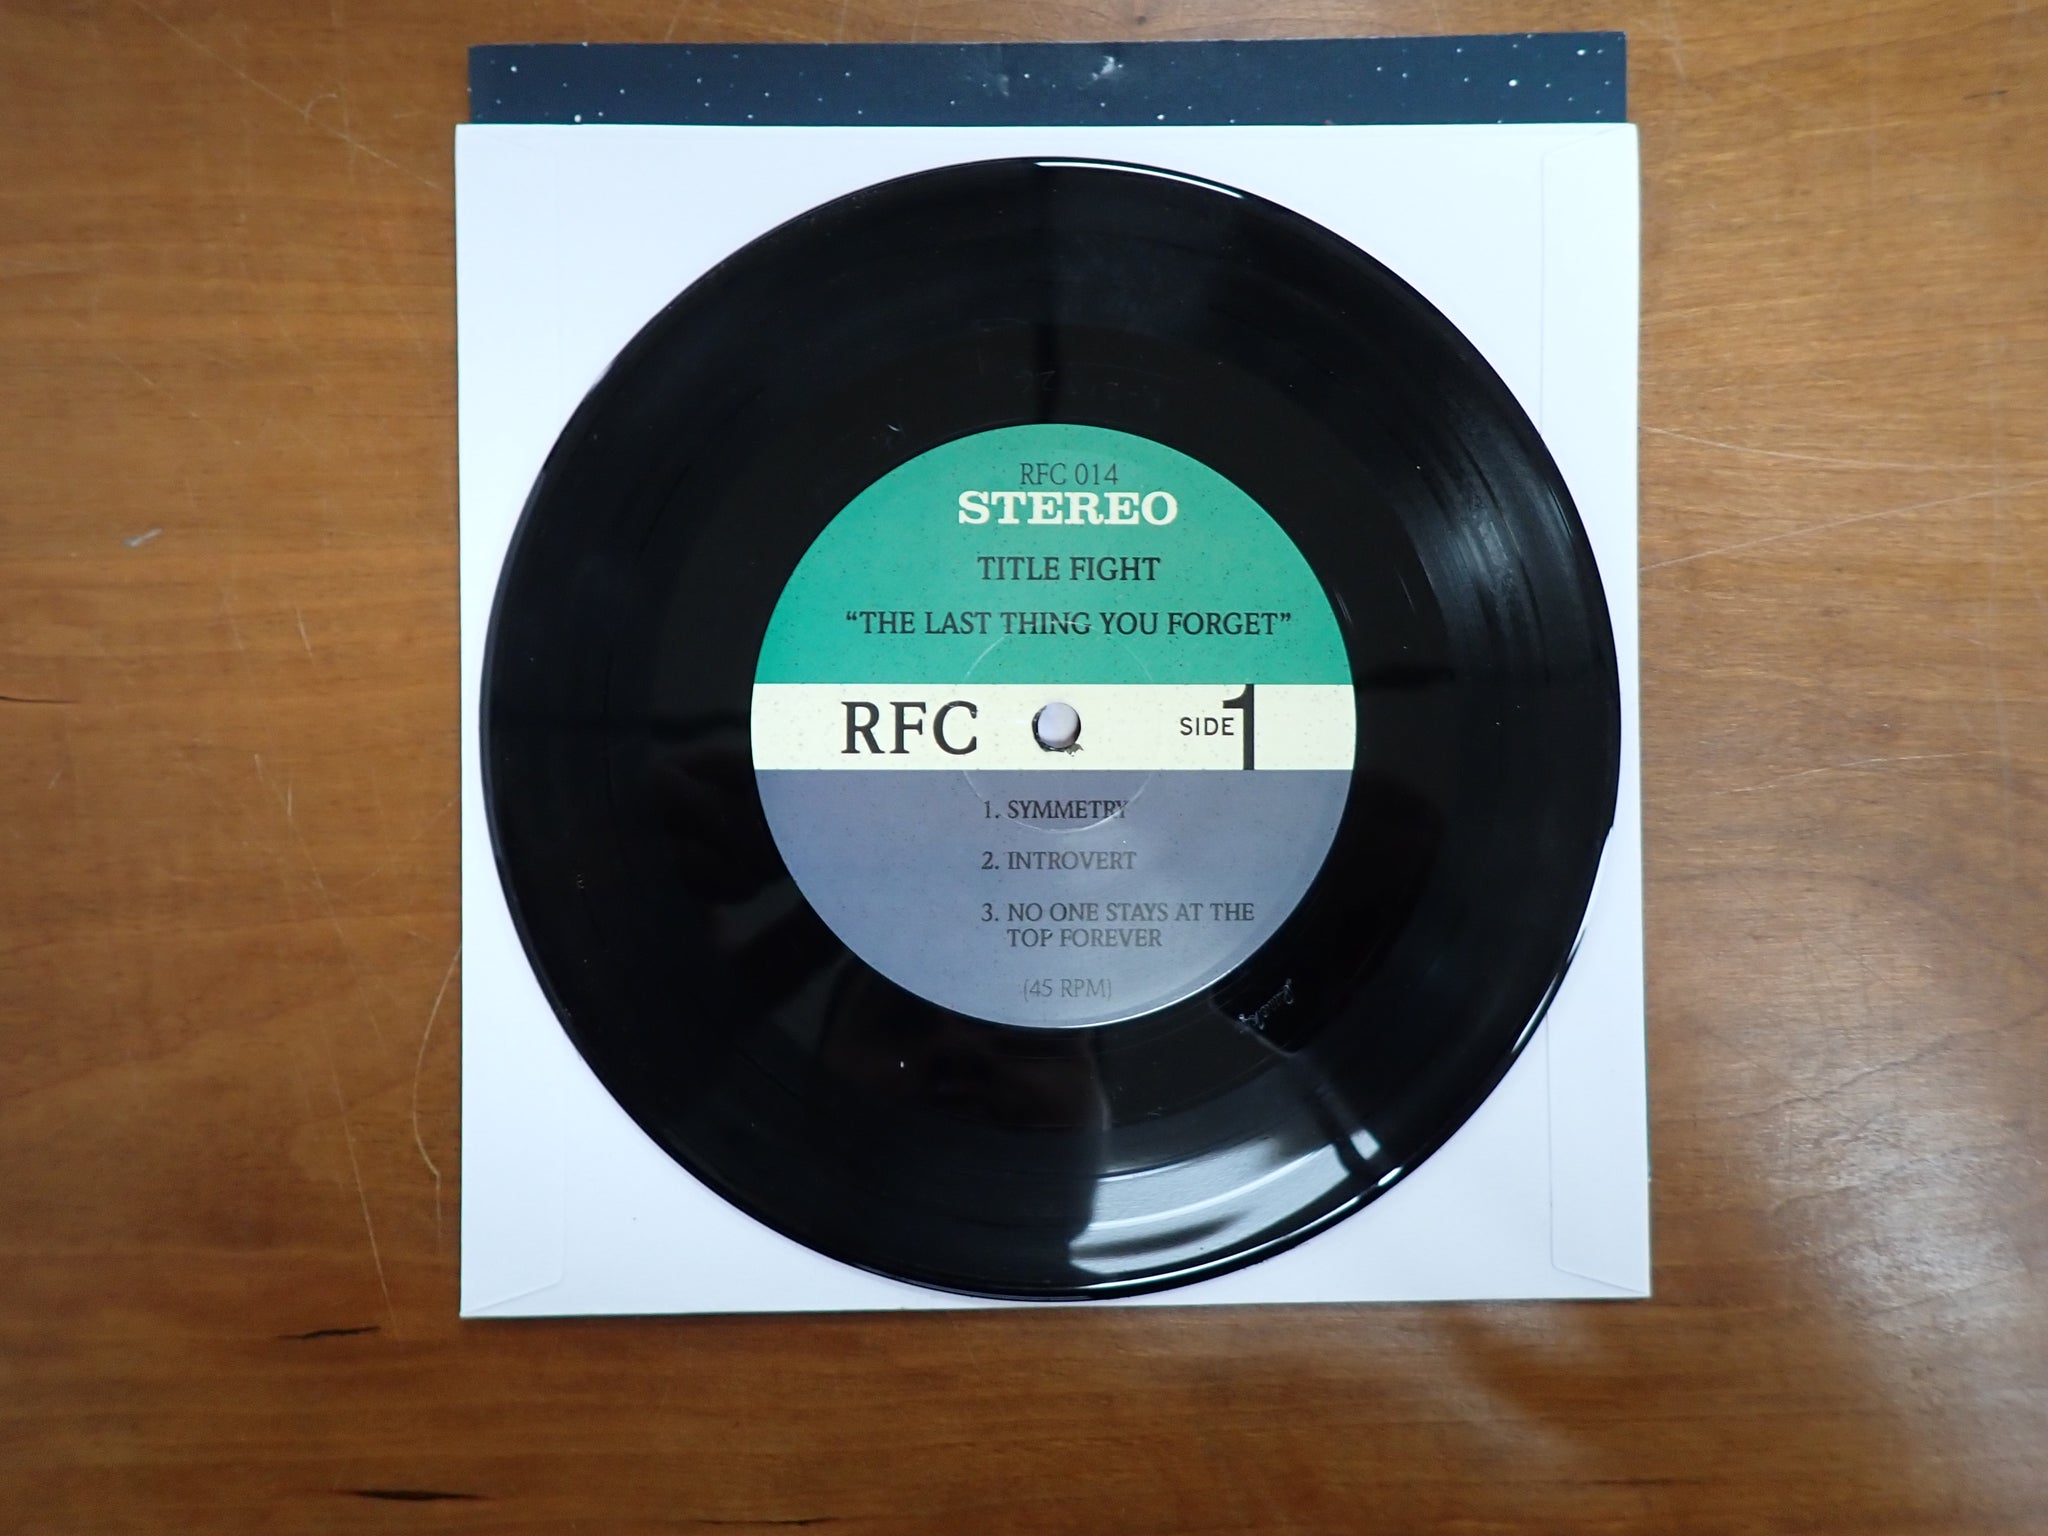 RFC 014
STEREO
TITLE FIGHT
“THE LAST THING YOU FORGET”
RFC
SIDE 1
1. SYMMETRY
2. INTROVERT
3. NO ONE STAYS AT THE
TOP FOREVER
(45 RPM)